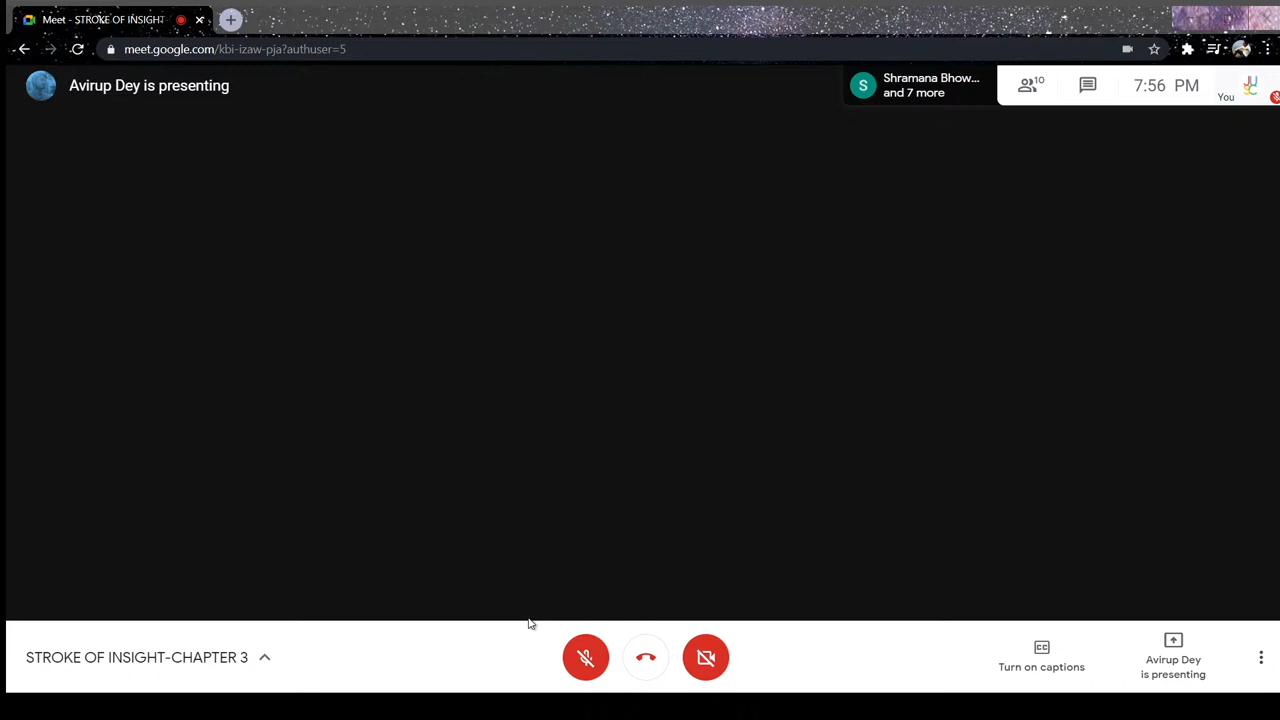 Meet - STROKE OF INSIGHT
meet.google.com/kbi-izaw-pja?authuser=5
Avirup Dey is presenting
S
Shramana Bhow...
and 7 more
10
7:56 PM
You
STROKE OF INSIGHT-CHAPTER 3
CC
Turn on captions
Avirup Dey
is presenting